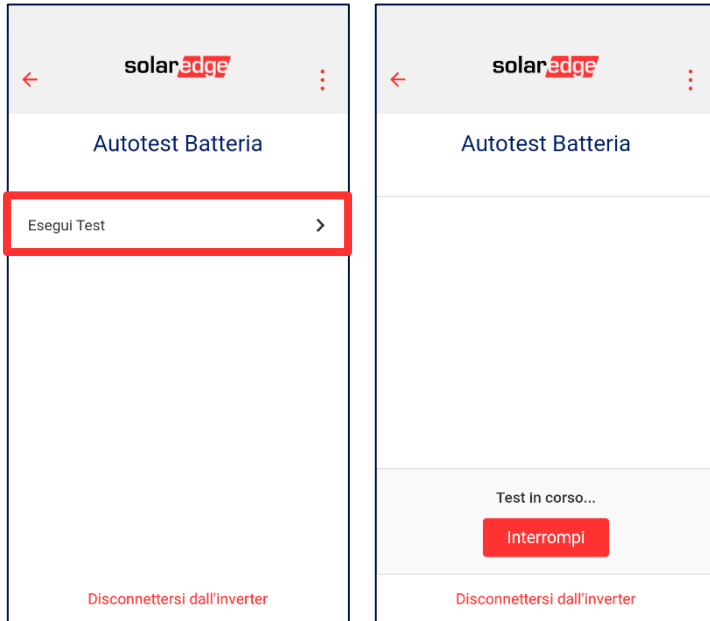 solaredge
Autotest Batteria
Esegui Test
Disconnettersi dall'inverter
solaredge
Autotest Batteria
Test in corso...
Interrompi
Disconnettersi dall'inverter